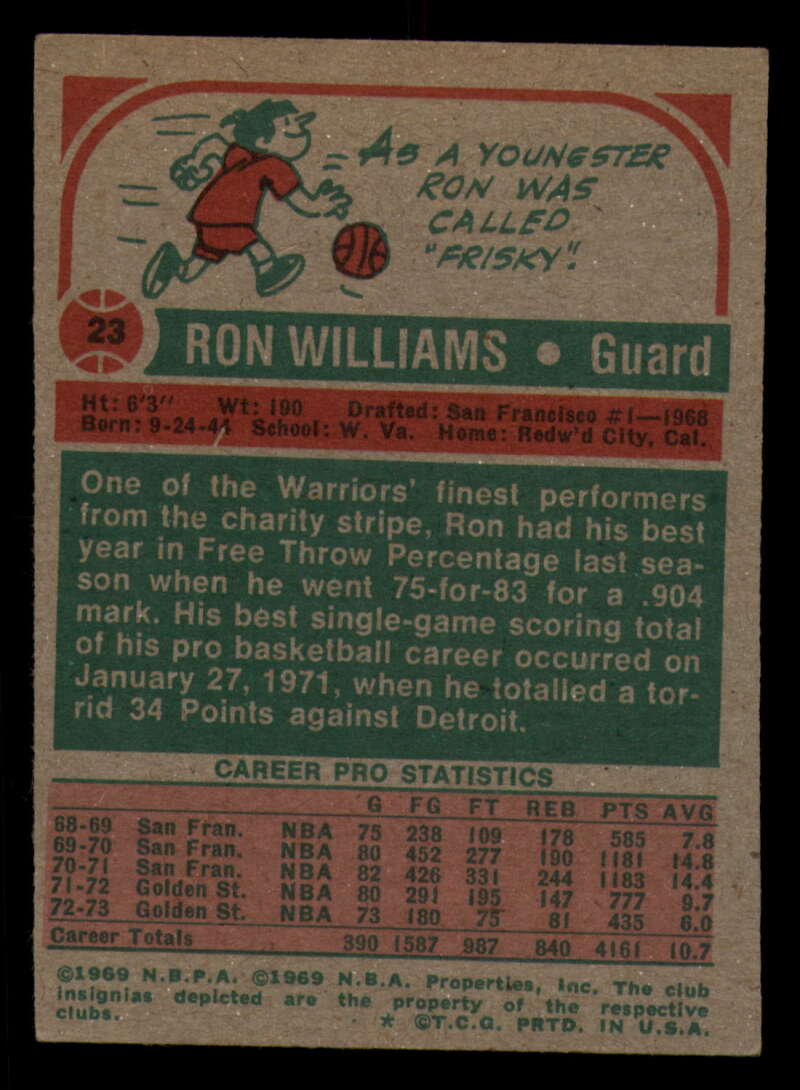 As A YOUNGSTER
RON WAS
CALLED
"FRISKY"!
23 RON WILLIAMS • Guard
Ht: 6'3" Wt: 190 Drafted: San Francisco #1—1968
Born: 9-24-44 School: W. Va. Home: Redw'd City, Cal.
One of the Warriors' finest performers
from the charity stripe, Ron had his best
year in Free Throw Percentage last sea-
son when he went 75-for-83 for a .904
mark. His best single-game scoring total
of his pro basketball career occurred on
January 27, 1971, when he totalled a tor-
rid 34 Points against Detroit.
CAREER PRO STATISTICS
G FG FT REB PTS AVG
68-69 San Fran. NBA 75 238 109 178 585 7.8
69-70 San Fran. NBA 80 452 277 190 1181 14.8
70-71 San Fran. NBA 82 426 331 244 1183 14.4
71-72 Golden St. NBA 80 291 195 147 777 9.7
72-73 Golden St. NBA 73 180 75 81 435 6.0
Career Totals 390 1587 987 840 4161 10.7
©1969 N.B.P.A. ©1969 N.B.A. Properties, Inc. The club
insignias depicted are the property of the respective
clubs. * ©T.C.G. PRTD. IN U.S.A.